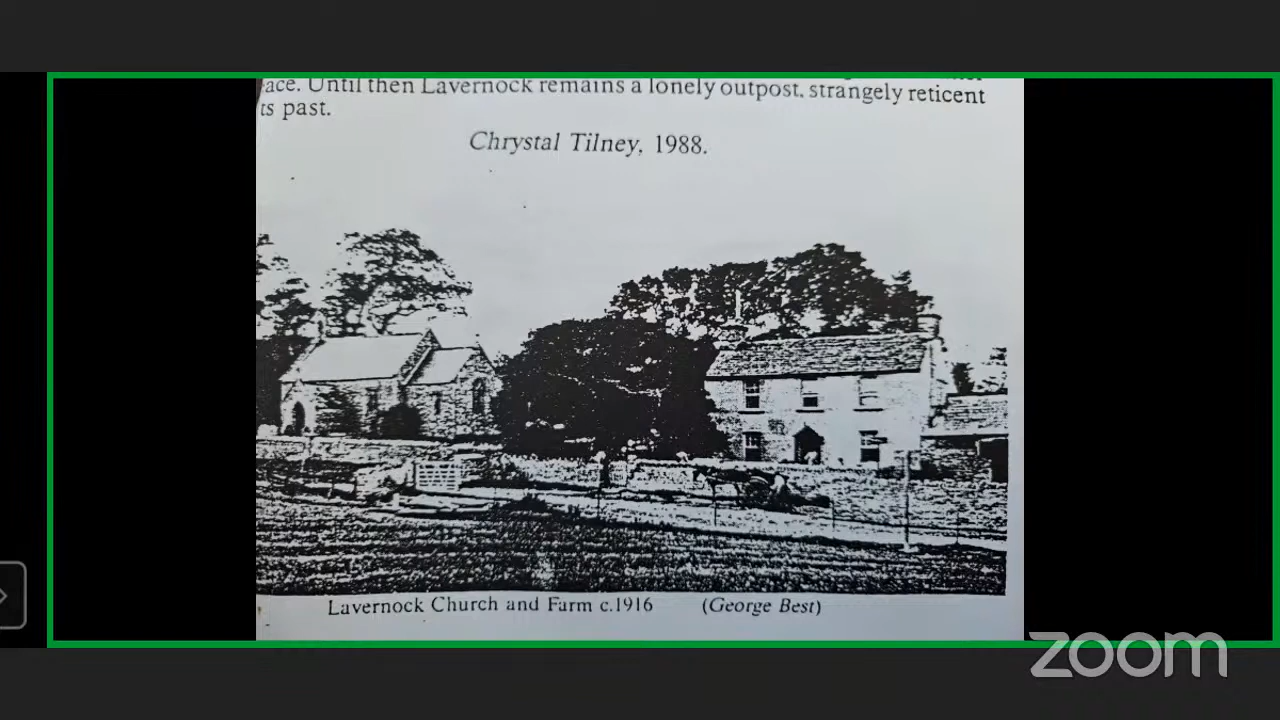 ace. Until then Lavernock remains a lonely outpost, strangely reticent
ts past.
Chrystal Tilney, 1988.
Lavernock Church and Farm c.1916 (George Best)
zoom